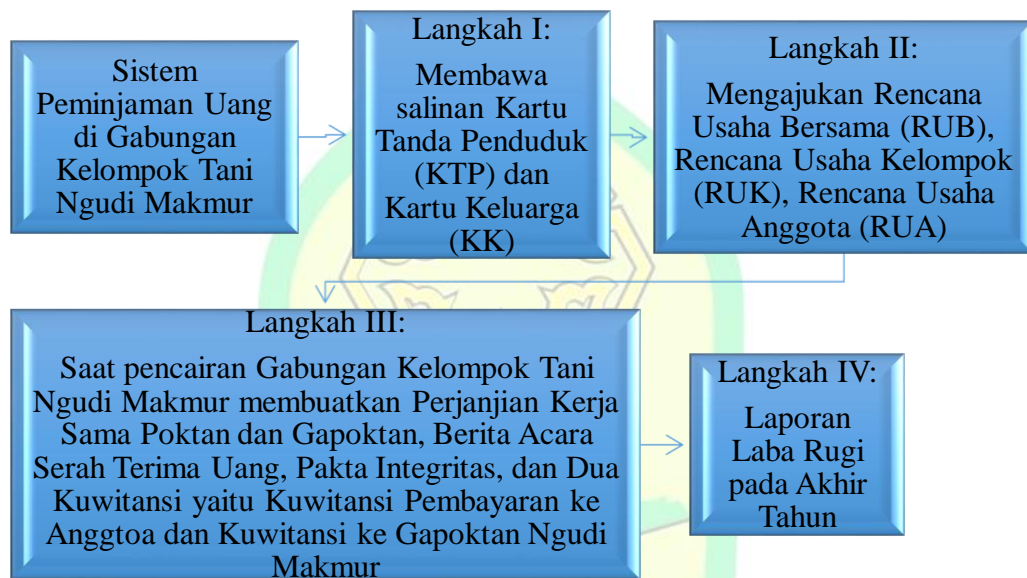 Sistem
Peminjaman Uang
di Gabungan
Kelompok Tani
Ngudi Makmur
Langkah I:
Membawa
salinan Kartu
Tanda Penduduk
(KTP) dan
Kartu Keluarga
(KK)
Langkah II:
Mengajukan Rencana
Usaha Bersama (RUB),
Rencana Usaha Kelompok
(RUK), Rencana Usaha
Anggota (RUA)
Langkah III:
Saat pencairan Gabungan Kelompok Tani
Ngudi Makmur membuatkan Perjanjian Kerja
Sama Poktan dan Gapoktan, Berita Acara
Serah Terima Uang, Pakta Integritas, dan Dua
Kuwitansi yaitu Kuwitansi Pembayaran ke
Anggtoa dan Kuwitansi ke Gapoktan Ngudi
Makmur
Langkah IV:
Laporan
Laba Rugi
pada Akhir
Tahun